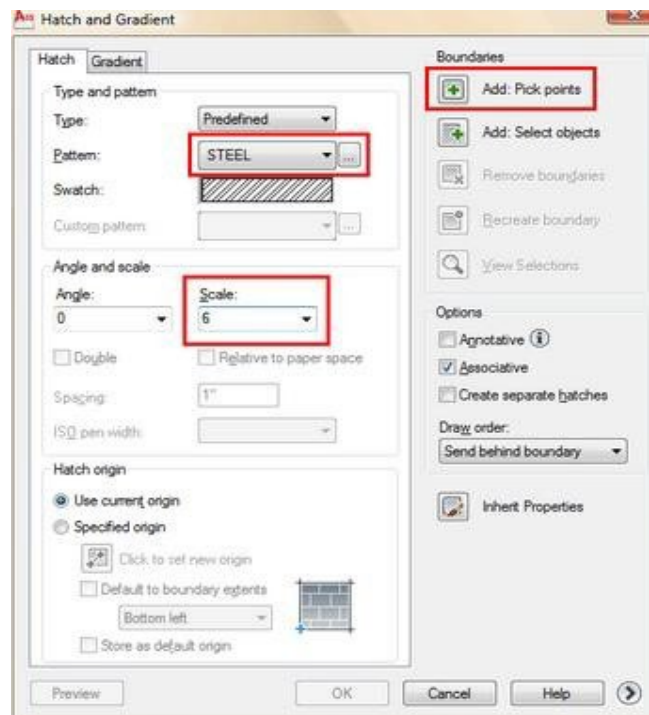 Hatch and Gradient
Hatch Gradient
Type and pattern
Type: Predefined
Pattern: STEEL ...
Swatch:
Custom pattern: ...
Angle and scale
Angle: Scale:
0 6
Double Relative to paper space
Spacing: 1"
ISO pen width:
Hatch origin
Use current origin
Specified origin
Click to set new origin
Default to boundary extents
Bottom left
Store as default origin
Boundaries
Add: Pick points
Add: Select objects
Remove boundaries
Recreate boundary
View Selections
Options
Annotative
Associative
Create separate hatches
Draw order:
Send behind boundary
Inherit Properties
Preview OK Cancel Help